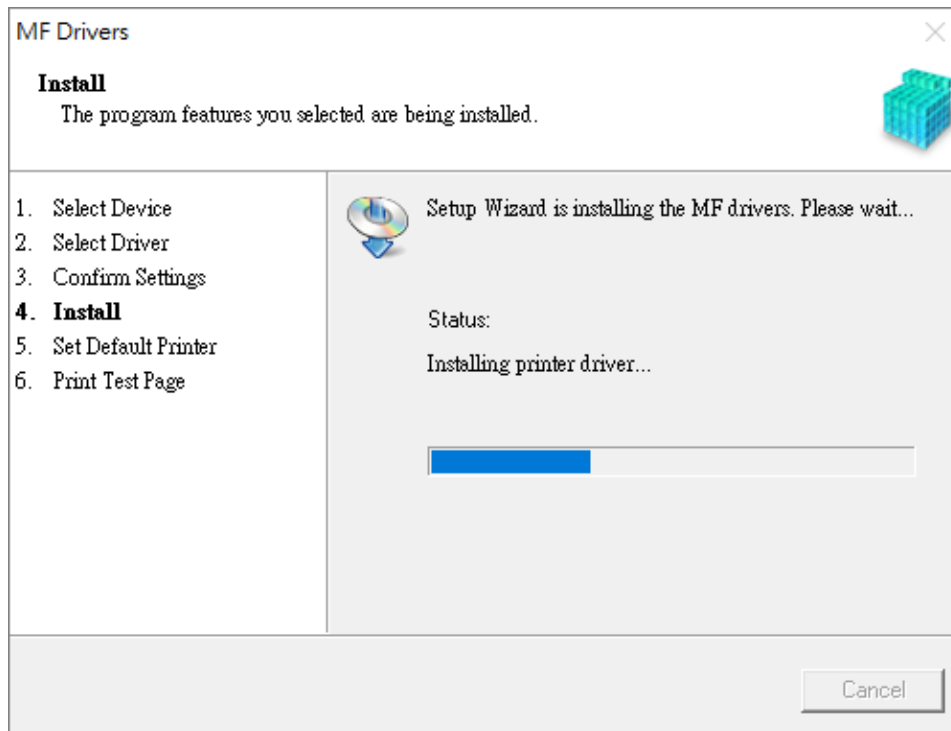 MF Drivers
Install
The program features you selected are being installed.
1. Select Device
2. Select Driver
3. Confirm Settings
4. Install
5. Set Default Printer
6. Print Test Page
Setup Wizard is installing the MF drivers. Please wait...
Status:
Installing printer driver...
Cancel